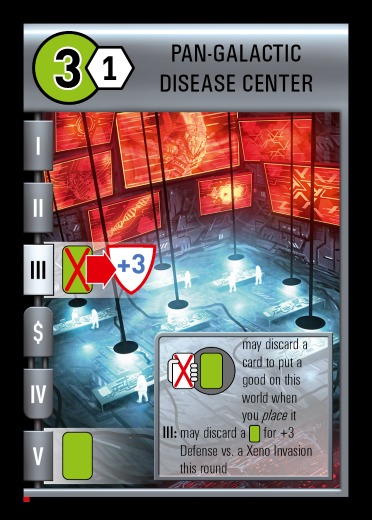 3 1
PAN-GALACTIC
DISEASE CENTER
I
II
III
+3
$
IV
V
may discard a
card to put a
good on this
world when
you place it
III: may discard a for +3
Defense vs. a Xeno Invasion
this round